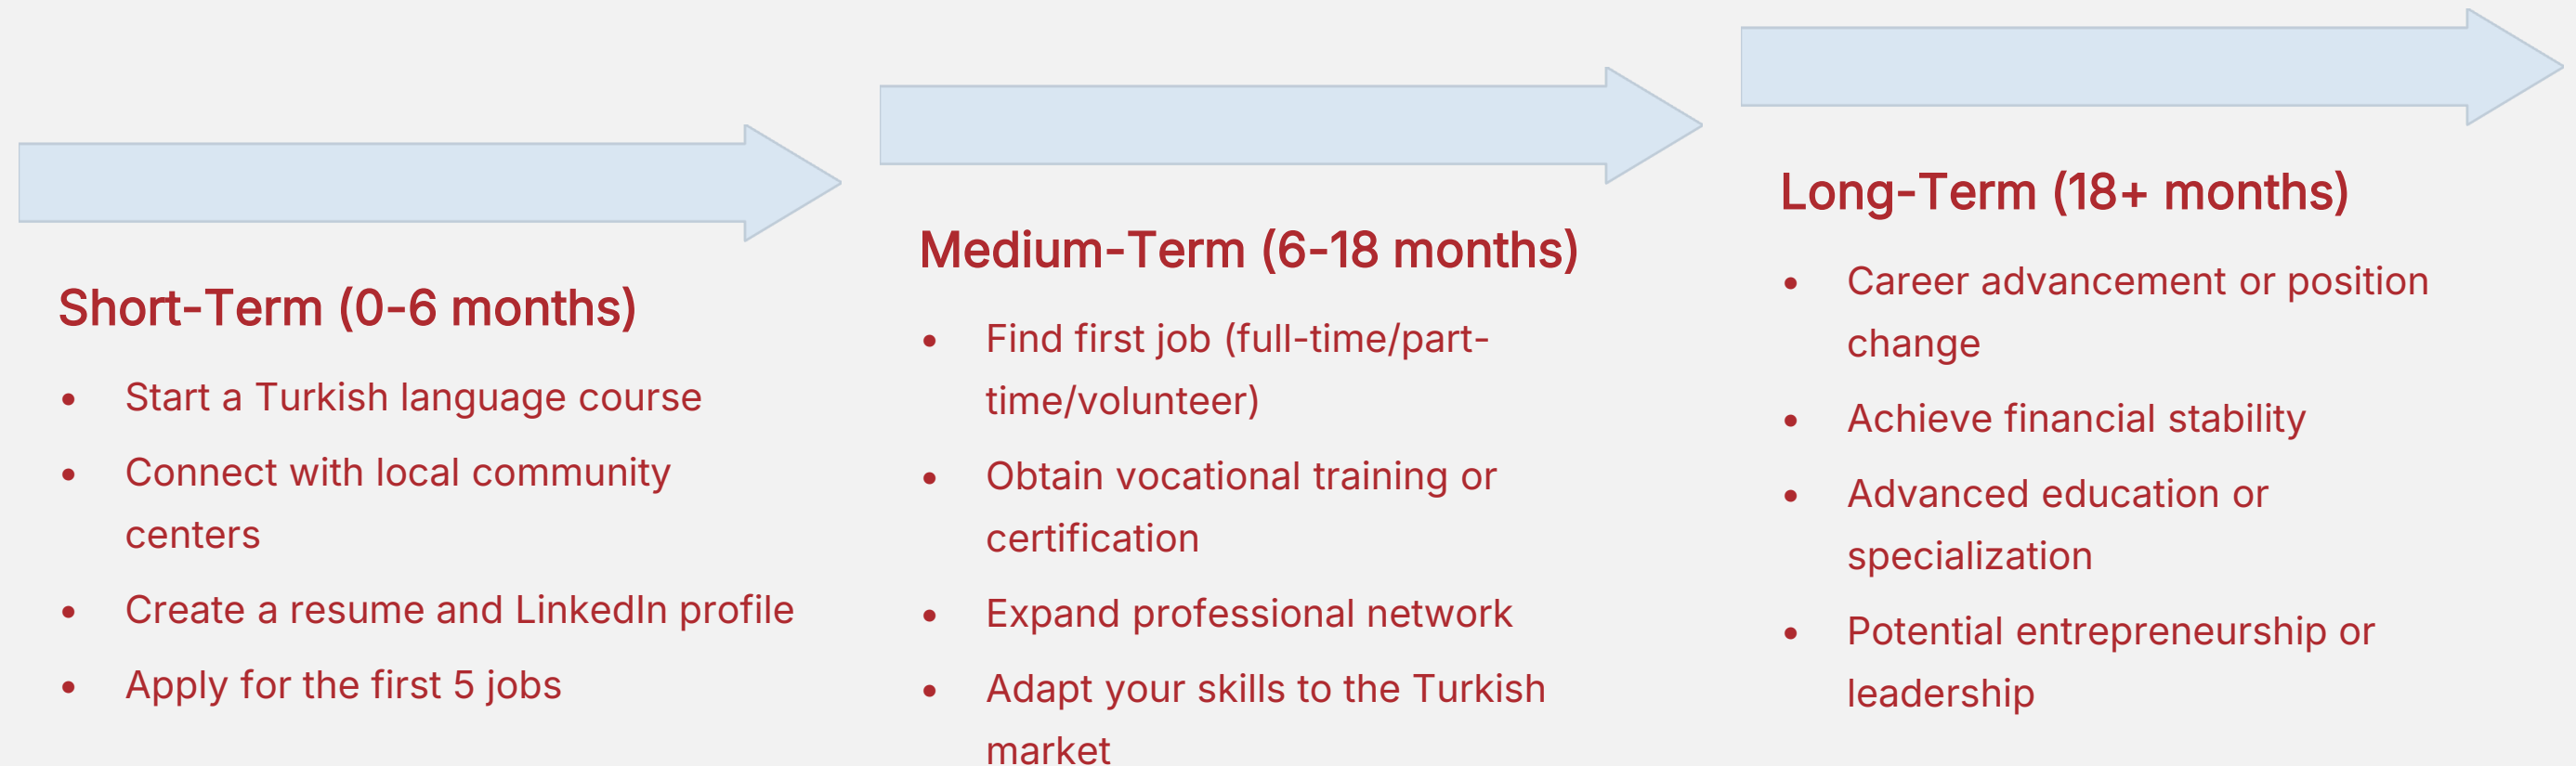 Short-Term (0-6 months)
• Start a Turkish language course
• Connect with local community
centers
• Create a resume and LinkedIn profile
• Apply for the first 5 jobs
Medium-Term (6-18 months)
• Find first job (full-time/part-
time/volunteer)
• Obtain vocational training or
certification
• Expand professional network
• Adapt your skills to the Turkish
market
Long-Term (18+ months)
• Career advancement or position
change
• Achieve financial stability
• Advanced education or
specialization
• Potential entrepreneurship or
leadership